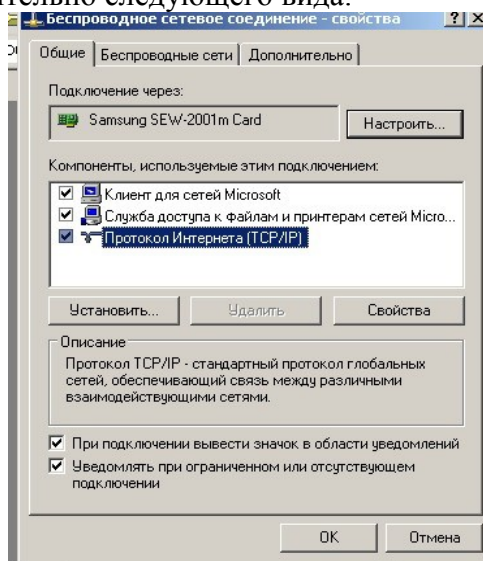 ительно следующего вида:
Беспроводное сетевое соединение - свойства
Общие Беспроводные сети Дополнительно
Подключение через:
Samsung SEW-2001m Card
Настроить...
Компоненты, используемые этим подключением:
Клиент для сетей Microsoft
Служба доступа к файлам и принтерам сетей Micro...
Протокол Интернета (TCP/IP)
Установить... Удалить Свойства
Описание
Протокол TCP/IP - стандартный протокол глобальных
сетей, обеспечивающий связь между различными
взаимодействующими сетями.
При подключении вывести значок в области уведомлений
Уведомлять при ограниченном или отсутствующем
подключении
OK Отмена